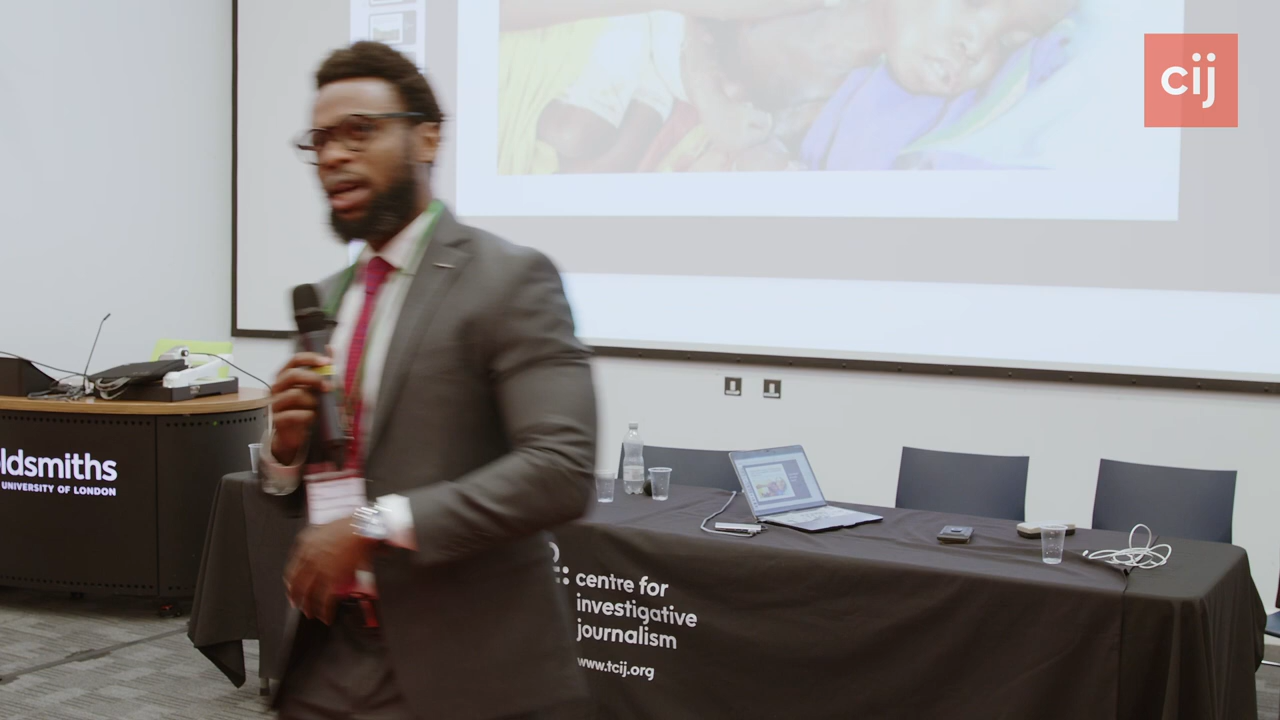 cij
ldsmiths
UNIVERSITY OF LONDON
centre for
investigative
journalism
www.tcij.org